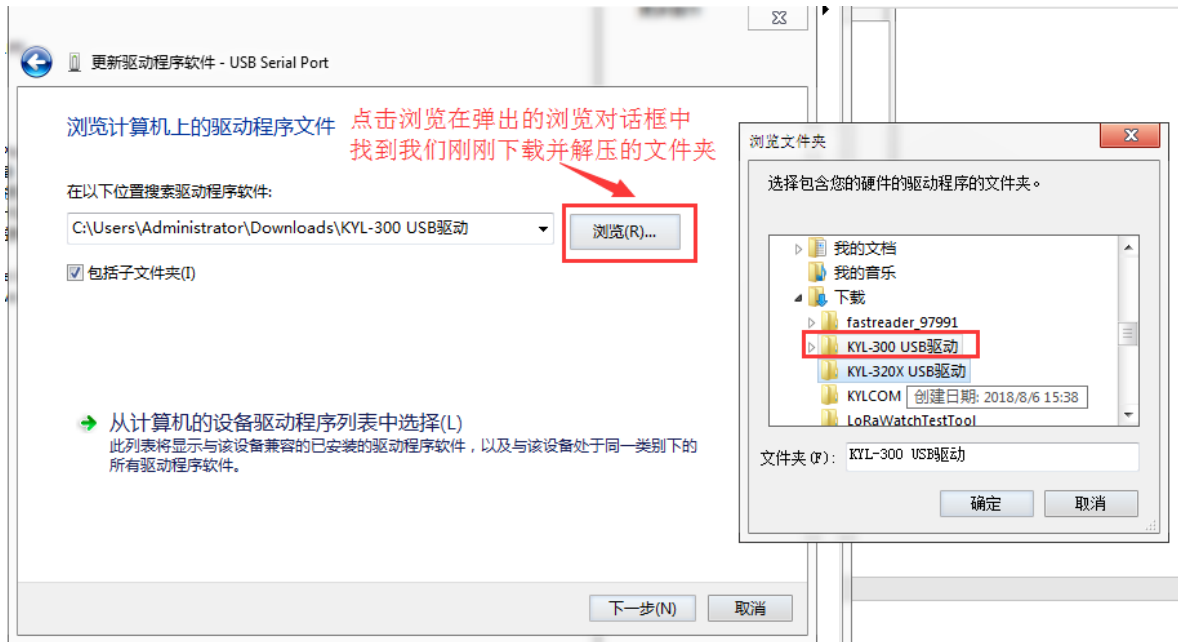 更新驱动程序软件 - USB Serial Port
浏览计算机上的驱动程序文件
点击浏览在弹出的浏览对话框中
找到我们刚刚下载并解压的文件夹
在以下位置搜索驱动程序软件:
C:\Users\Administrator\Downloads\KYL-300 USB驱动
浏览(R)...
包括子文件夹(I)
从计算机的设备驱动程序列表中选择(L)
此列表将显示与该设备兼容的已安装的驱动程序软件，以及与该设备处于同一类别下的
所有驱动程序软件。
下一步(N)
取消
浏览文件夹
选择包含您的硬件的驱动程序的文件夹。
我的文档
我的音乐
下载
fastreader_97991
KYL-300 USB驱动
KYL-320X USB驱动
KYLCOM
创建日期: 2018/8/6 15:38
LoRaWatchTestTool
文件夹(F):
KYL-300 USB驱动
确定
取消